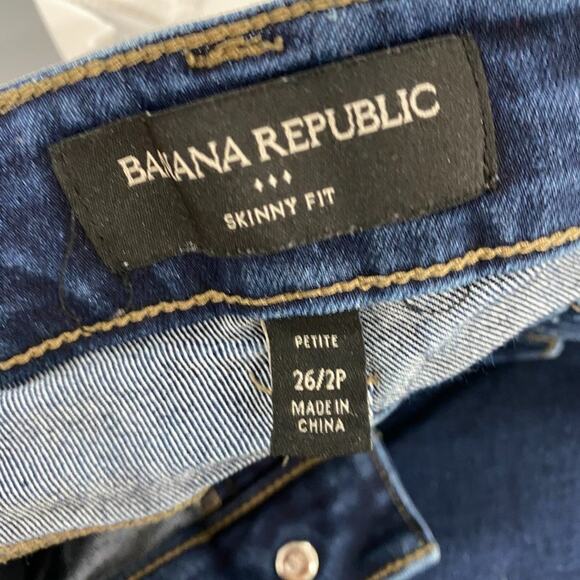 BANANA REPUBLIC
SKINNY FIT
PETITE
26/2P
MADE IN
CHINA